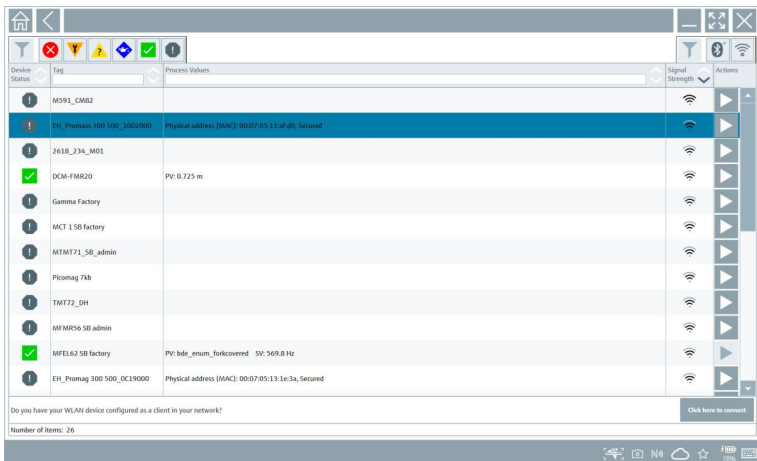 Device Status
Tag
Process Values
Signal Strength
Actions
M591_CM82
EH_Promass 300 500_1002000 Physical address (MAC): 00:07:05:11:af:d0, Secured
2618_234_M01
DCM-FMR20 PV: 0.725 m
Gamma Factory
MCT 1 SB factory
MTMT71_SB_admin
Picomag 7kb
TMT72_DH
MFMR56 SB admin
MFEL62 SB factory PV: bde_enum_forkcovered SV: 569.8 Hz
EH_Promag 300 500_0C19000 Physical address (MAC): 00:07:05:13:1e:3a, Secured
Do you have your WLAN device configured as a client in your network? Click here to connect
Number of items: 26
78%